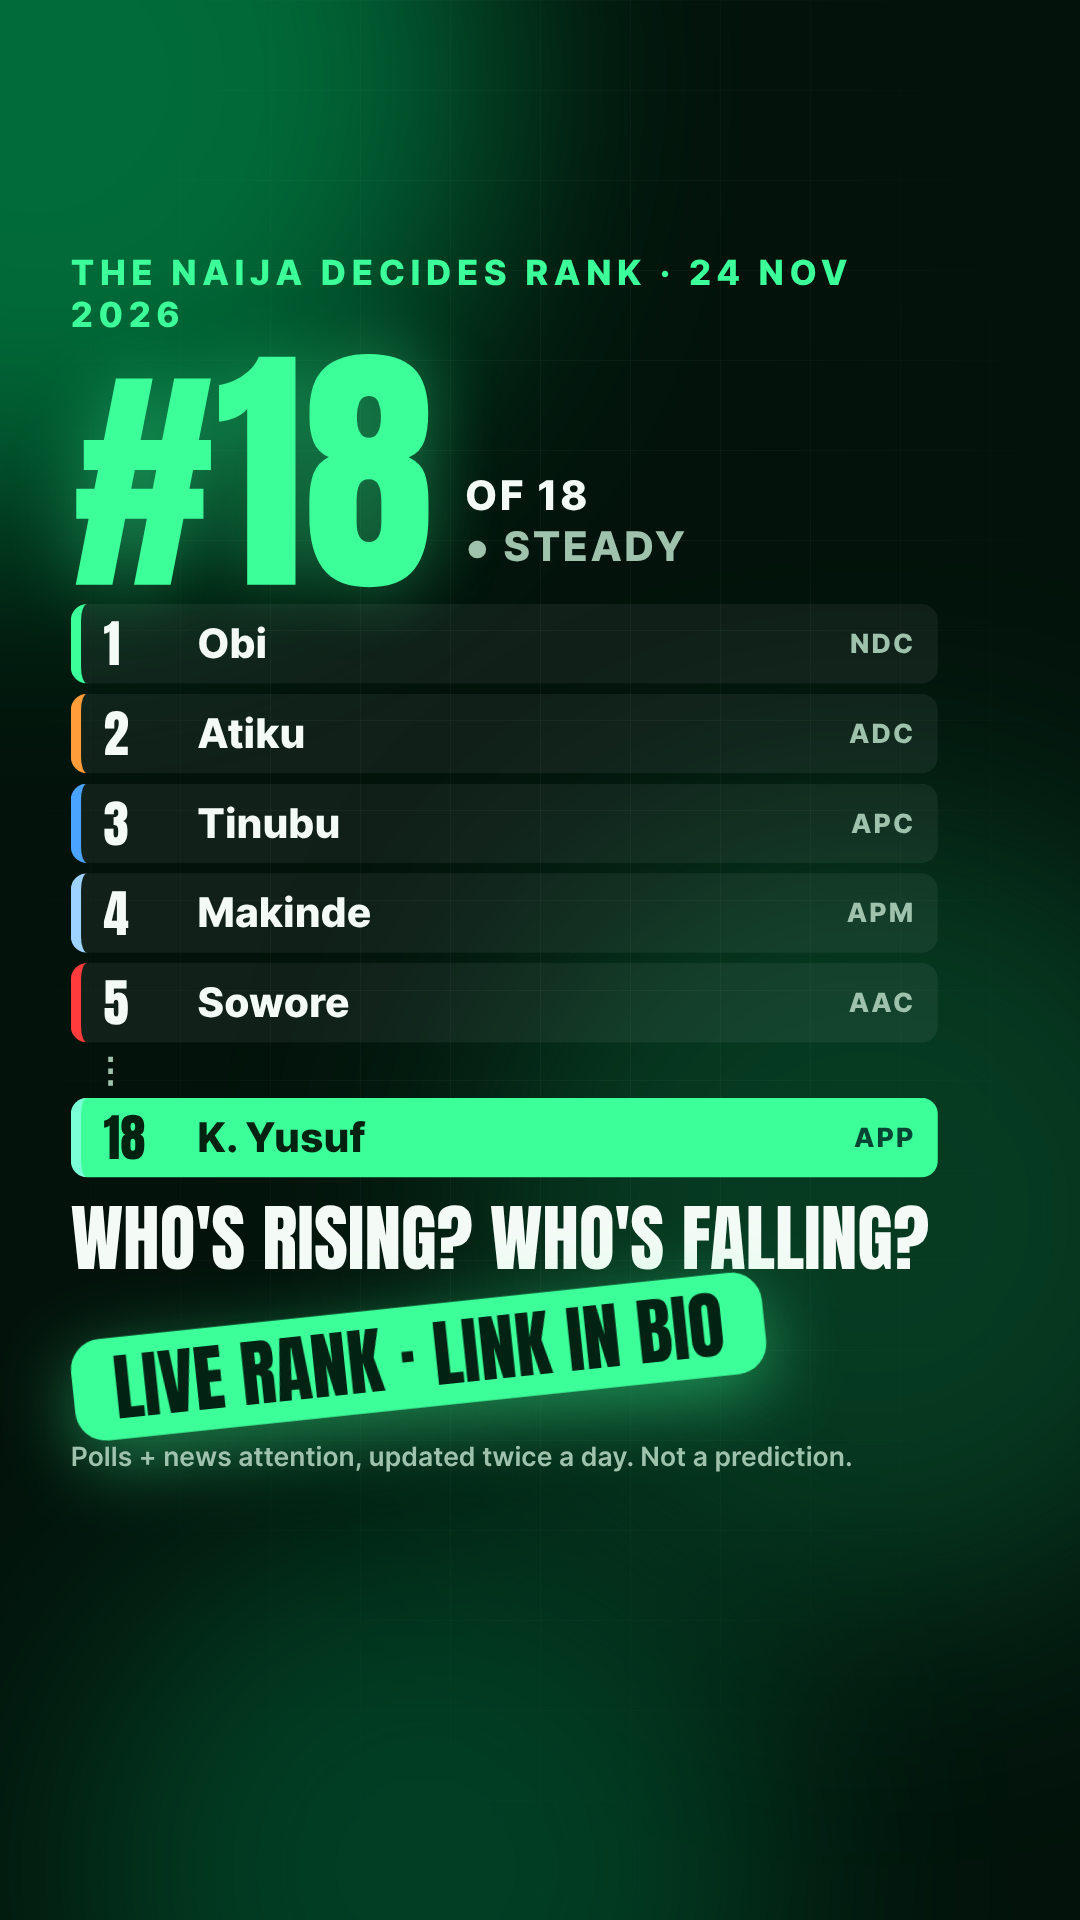 THE NAIJA DECIDES RANK · 24 NOV
2026
#18
OF 18
● STEADY
1 Obi NDC
2 Atiku ADC
3 Tinubu APC
4 Makinde APM
5 Sowore AAC
⋮
18 K. Yusuf APP
WHO'S RISING? WHO'S FALLING?
LIVE RANK · LINK IN BIO
Polls + news attention, updated twice a day. Not a prediction.